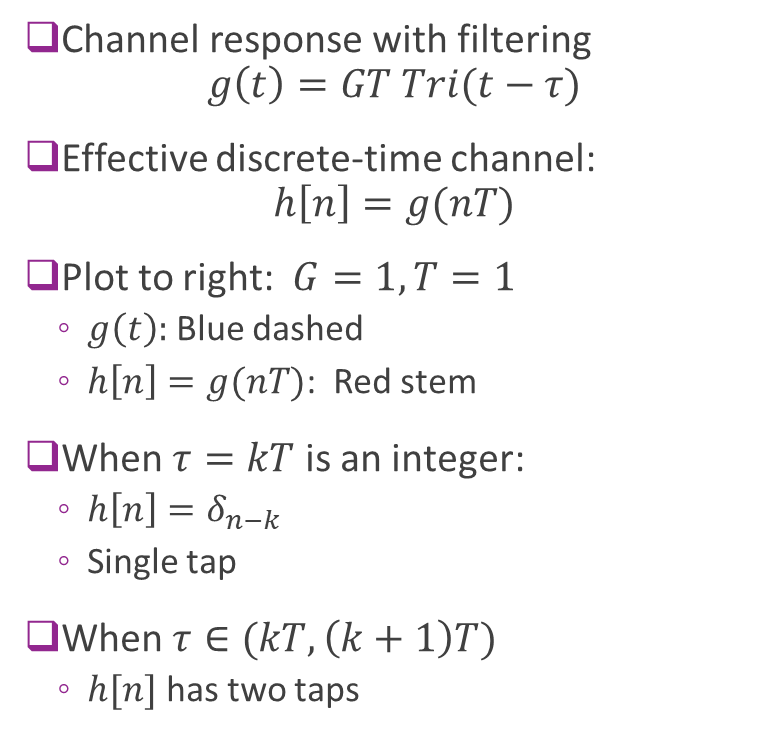 ❑Channel response with filtering
g(t) = GT Tri(t − τ)
❑Effective discrete-time channel:
h[n] = g(nT)
❑Plot to right: G = 1, T = 1
◦ g(t): Blue dashed
◦ h[n] = g(nT): Red stem
❑When τ = kT is an integer:
◦ h[n] = δₙ₋ₖ
◦ Single tap
❑When τ ∈ (kT, (k + 1)T)
◦ h[n] has two taps